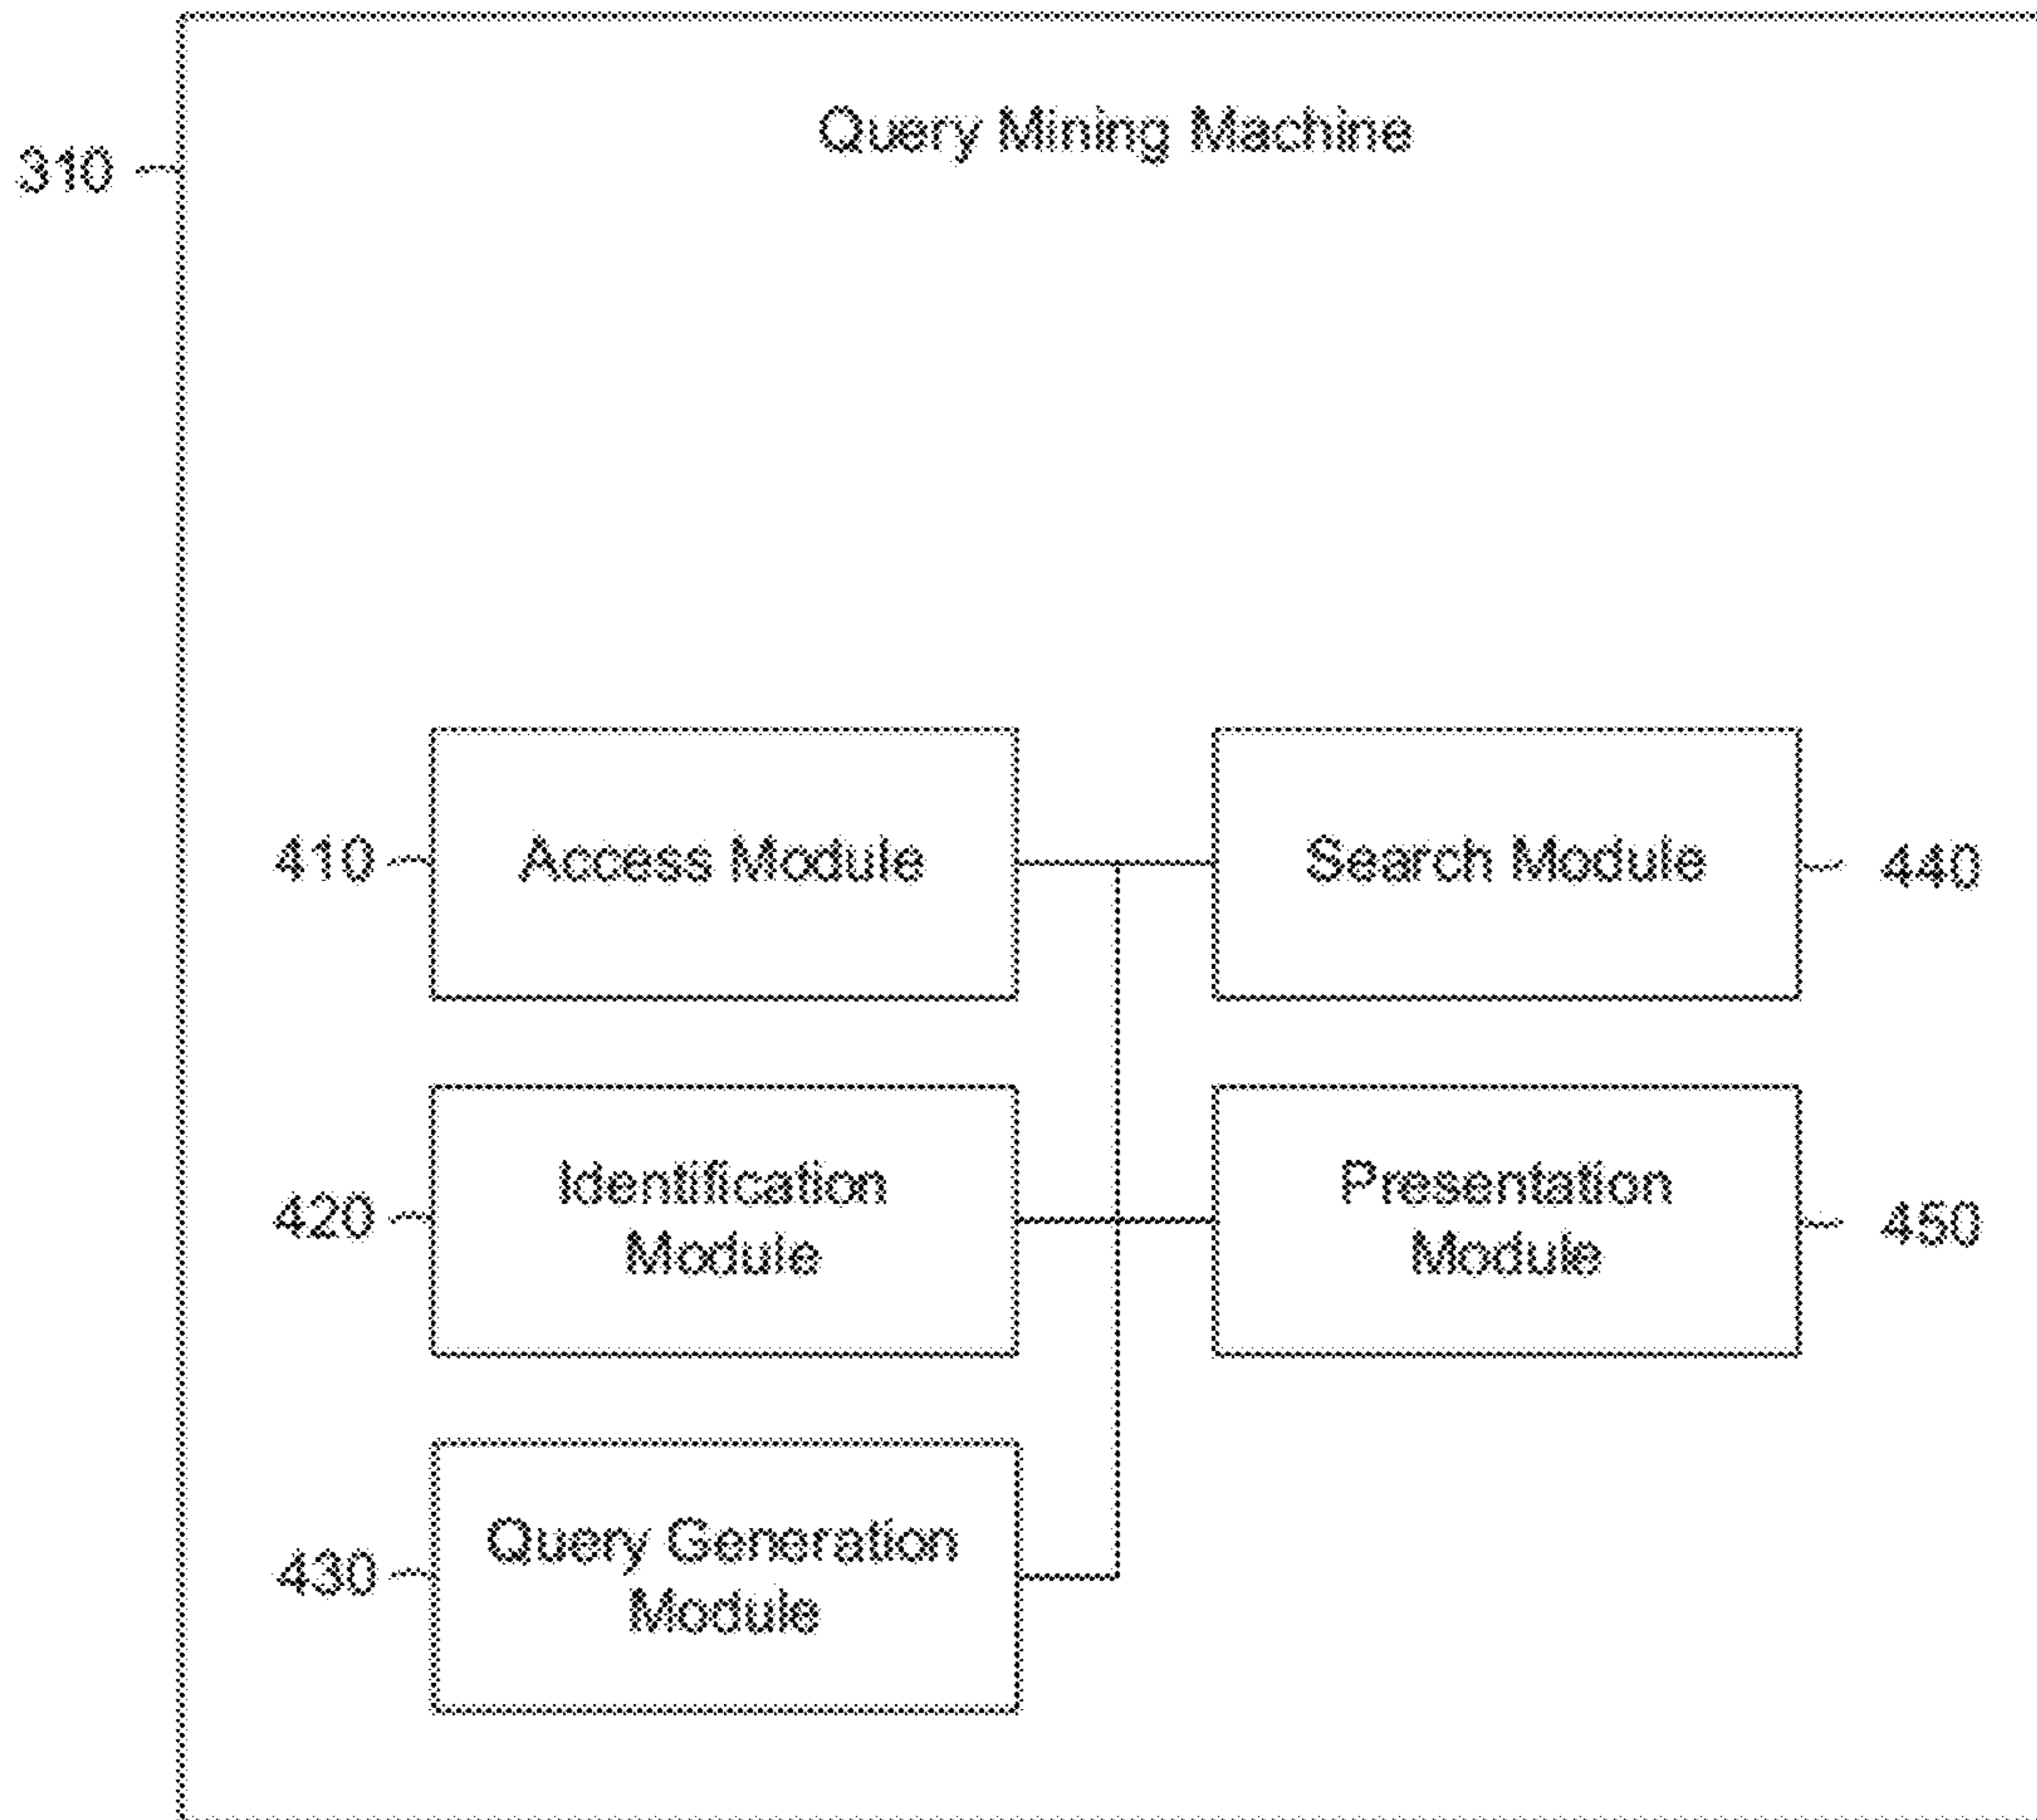 Query Mining Machine
310
410
Access Module
Search Module
440
420
Identification
Module
Presentation
Module
450
430
Query Generation
Module